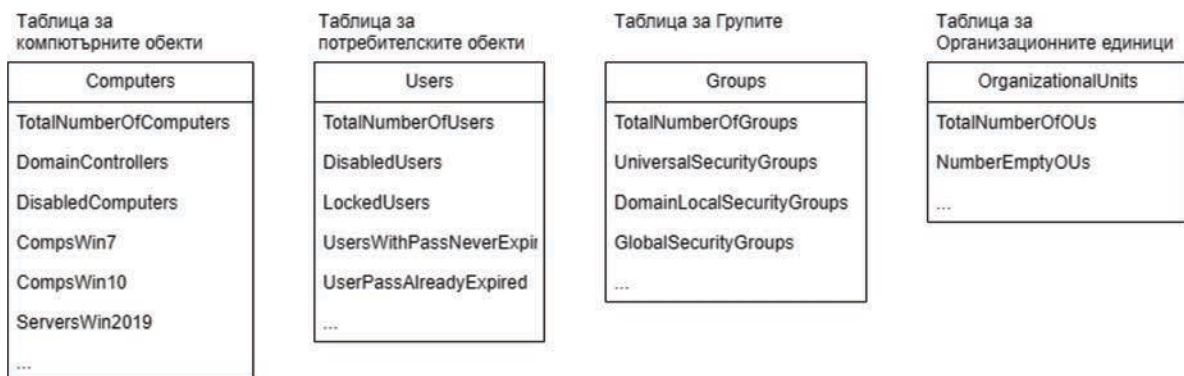 Таблица за
компютърните обекти
Computers
TotalNumberOfComputers
DomainControllers
DisabledComputers
CompsWin7
CompsWin10
ServersWin2019
...
Таблица за
потребителските обекти
Users
TotalNumberOfUsers
DisabledUsers
LockedUsers
UsersWithPassNeverExpir
UserPassAlreadyExpired
...
Таблица за Групите
Groups
TotalNumberOfGroups
UniversalSecurityGroups
DomainLocalSecurityGroups
GlobalSecurityGroups
...
Таблица за
Организационните единици
OrganizationalUnits
TotalNumberOfOUs
NumberEmptyOUs
...